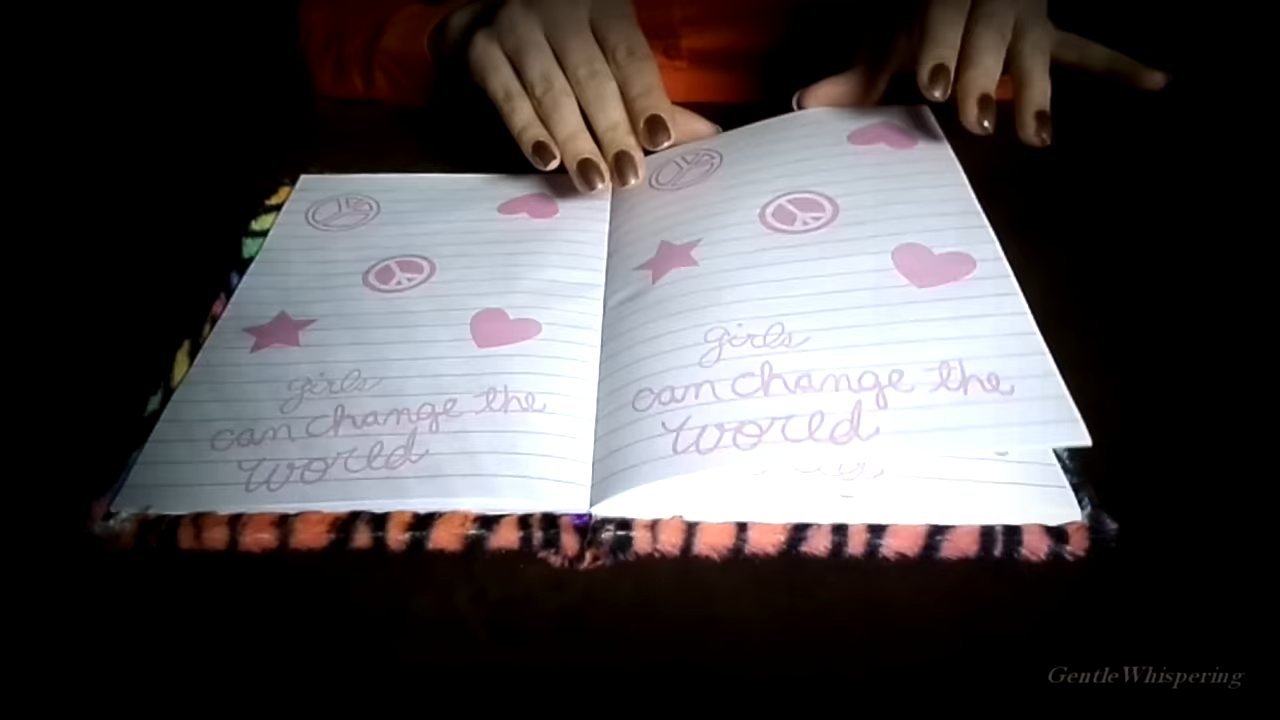 girls
can change the
world
girls
can change the
world
GentleWhispering